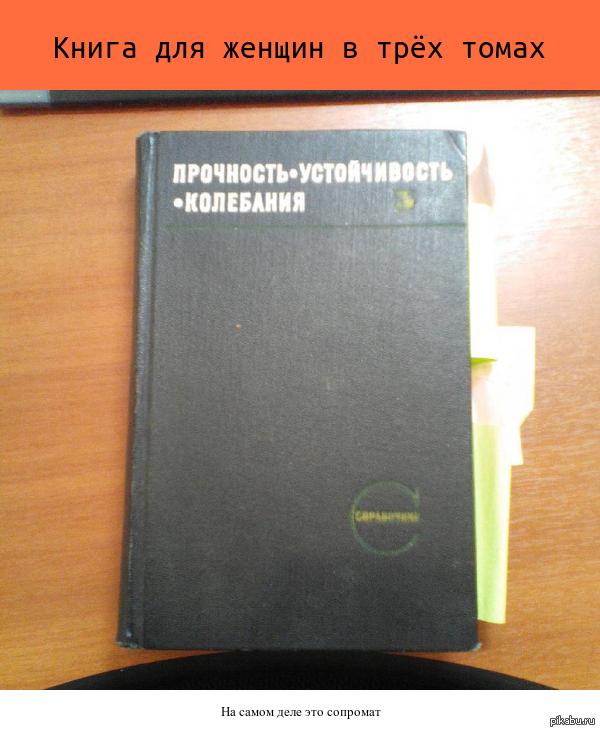 Книга для женщин в трёх томах
ПРОЧНОСТЬ•УСТОЙЧИВОСТЬ
•КОЛЕБАНИЯ 3
СПРАВОЧНИК
На самом деле это сопромат
pikabu.ru